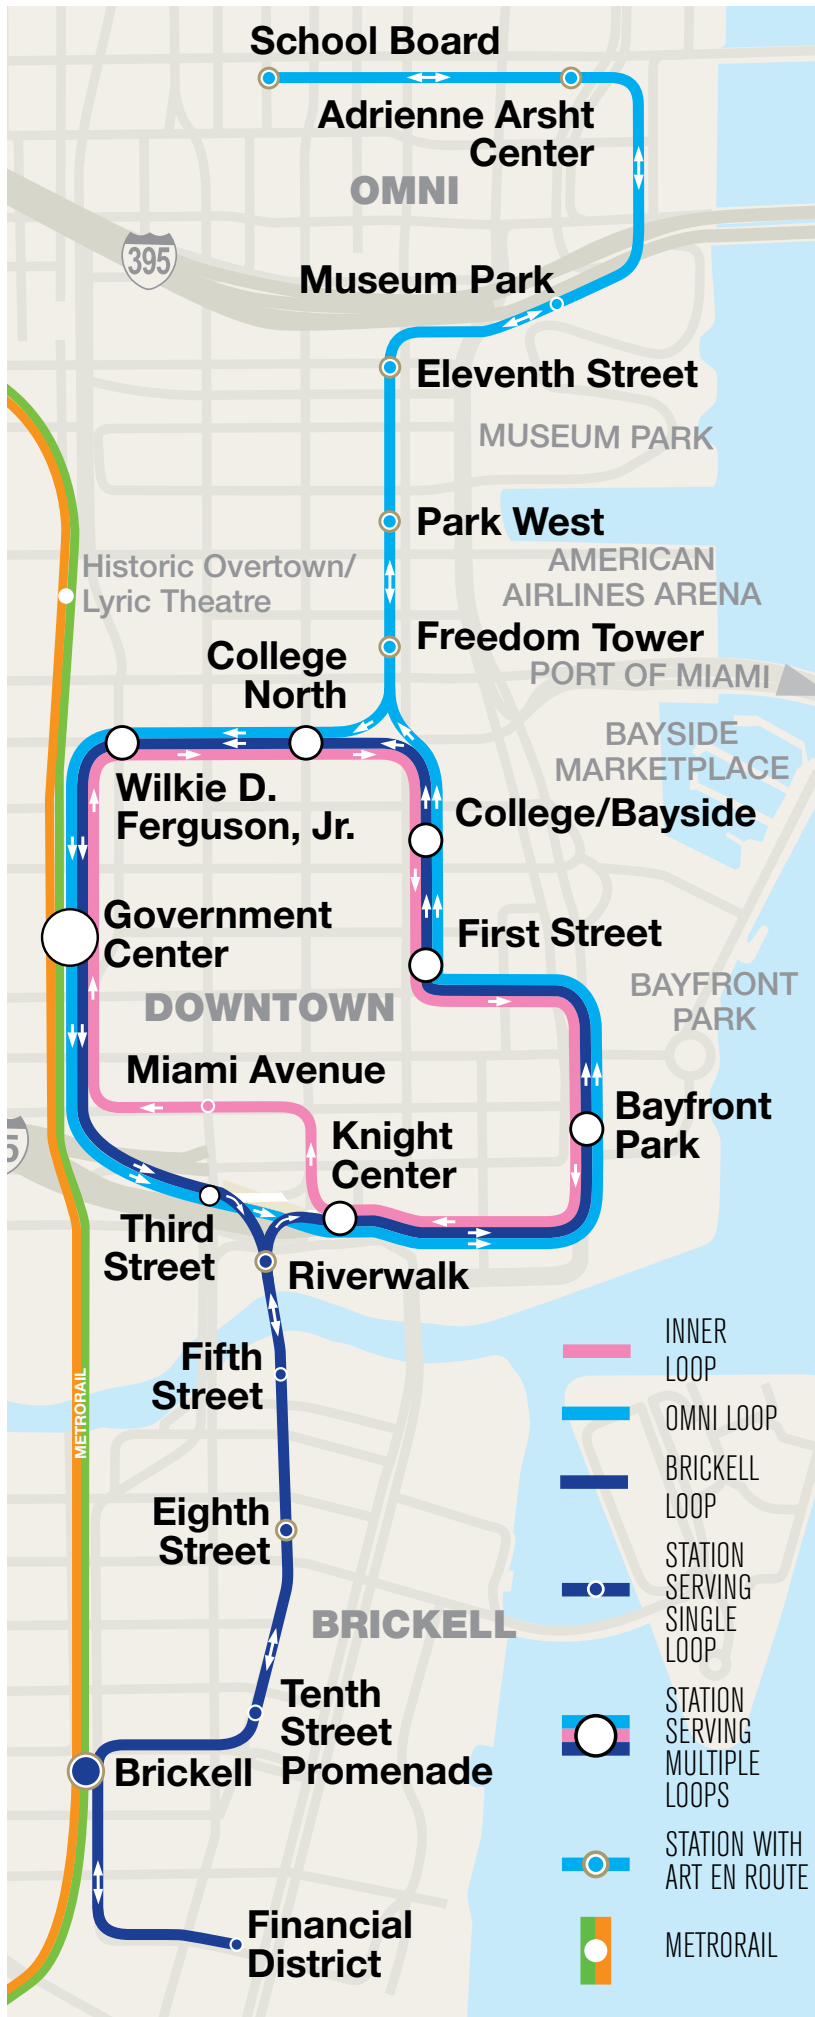 School Board
Adrienne Arsht
Center
OMNI
395
Museum Park
Eleventh Street
MUSEUM PARK
Park West
AMERICAN
AIRLINES ARENA
Historic Overtown/
Lyric Theatre
Freedom Tower
College
North
PORT OF MIAMI
BAYSIDE
MARKETPLACE
Wilkie D.
Ferguson, Jr.
College/Bayside
Government
Center
First Street
BAYFRONT
PARK
DOWNTOWN
Miami Avenue
Bayfront
Park
Knight
Center
5
Third
Street
Riverwalk
Fifth
Street
METRORAIL
Eighth
Street
BRICKELL
Tenth
Street
Promenade
Brickell
Financial
District
INNER
LOOP
OMNI LOOP
BRICKELL
LOOP
STATION
SERVING
SINGLE
LOOP
STATION
SERVING
MULTIPLE
LOOPS
STATION WITH
ART EN ROUTE
METRORAIL